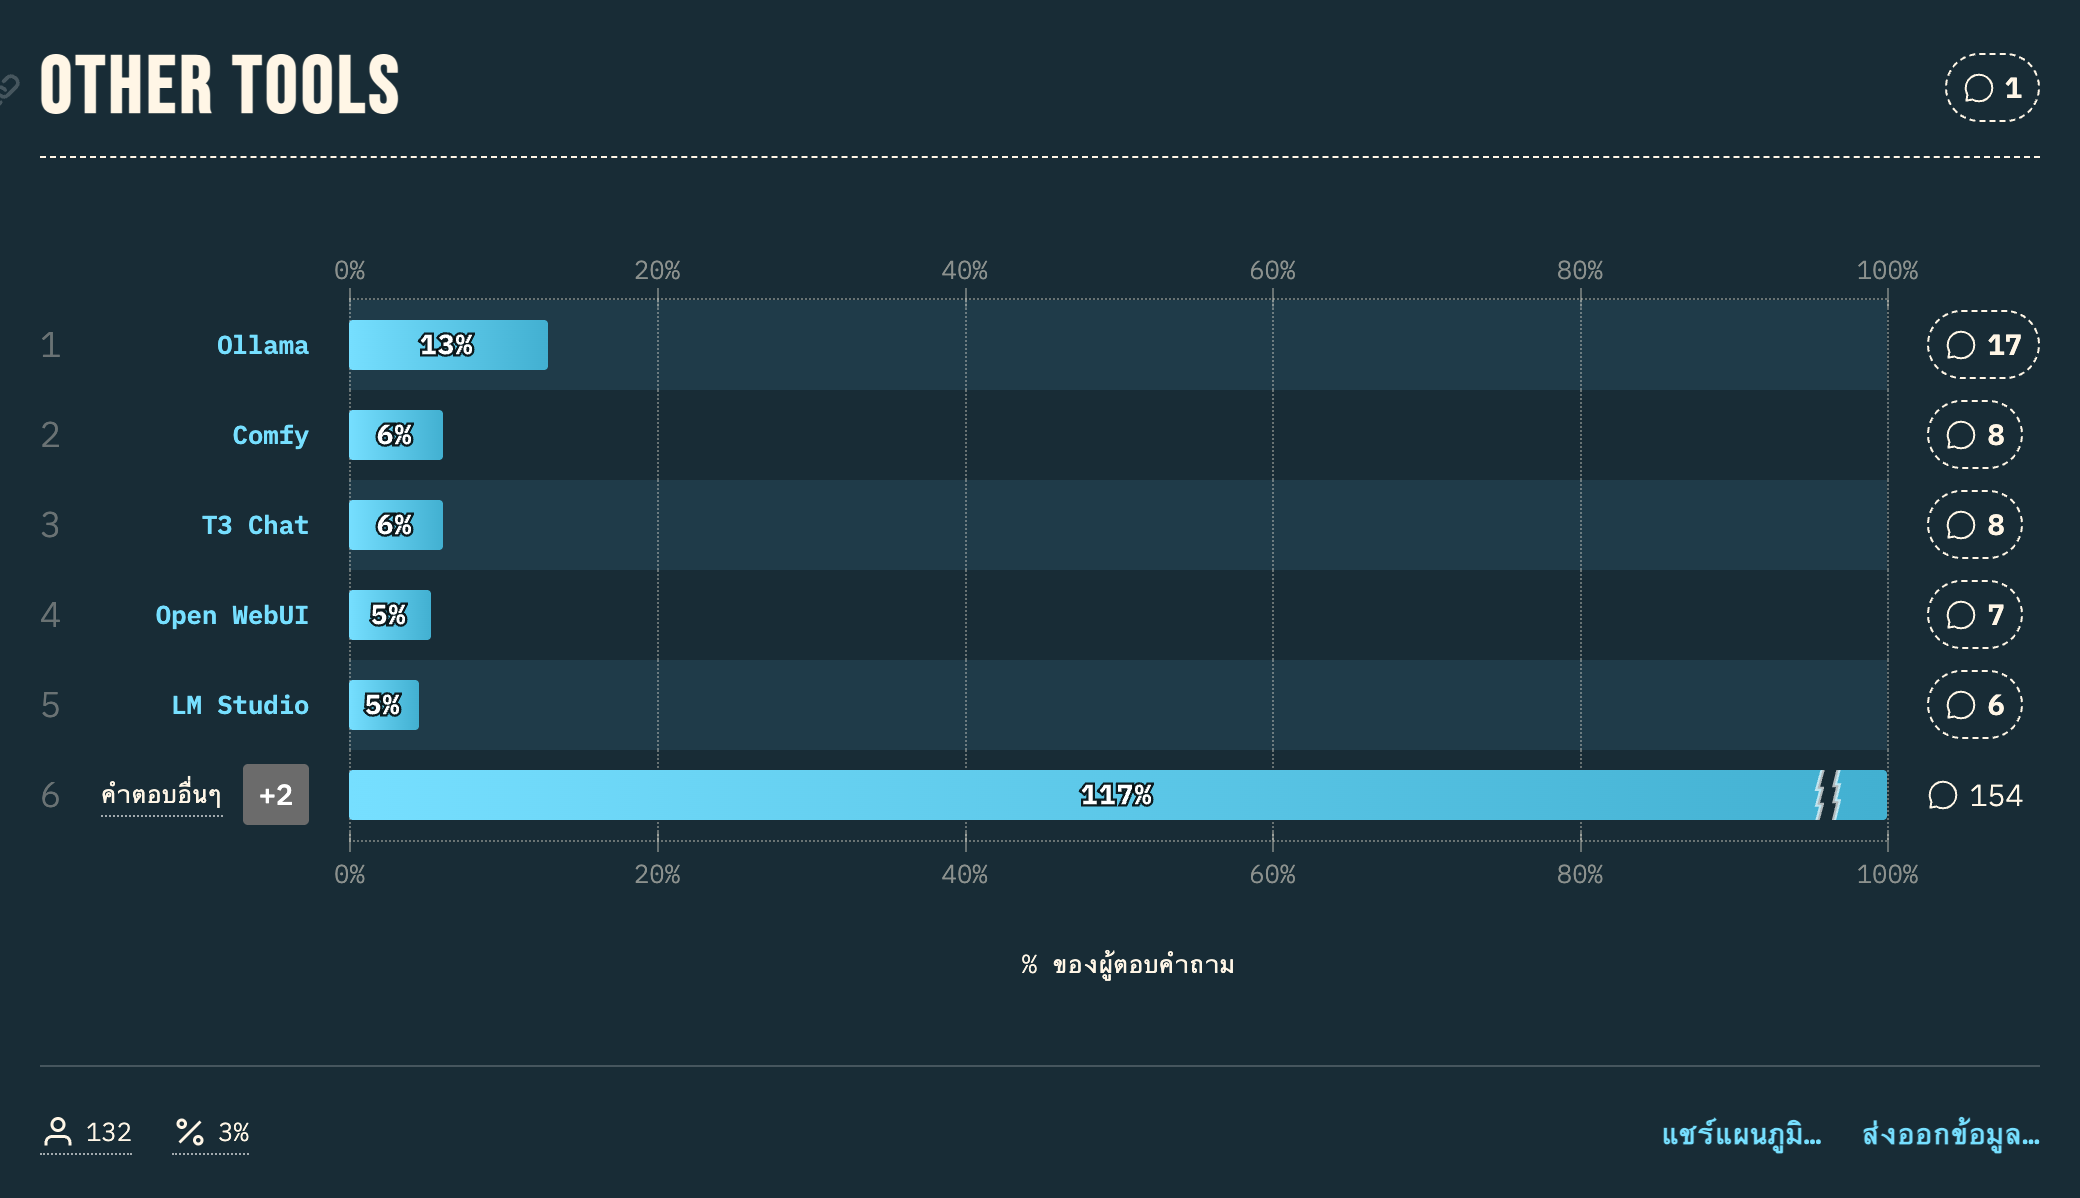 OTHER TOOLS
1
0% 20% 40% 60% 80% 100%
1 Ollama 13% 17
2 Comfy 6% 8
3 T3 Chat 6% 8
4 Open WebUI 5% 7
5 LM Studio 5% 6
6 คำตอบอื่นๆ +2 117% 154
0% 20% 40% 60% 80% 100%
% ของผู้ตอบคำถาม
132 3% แชร์แผนภูมิ… ส่งออกข้อมูล…